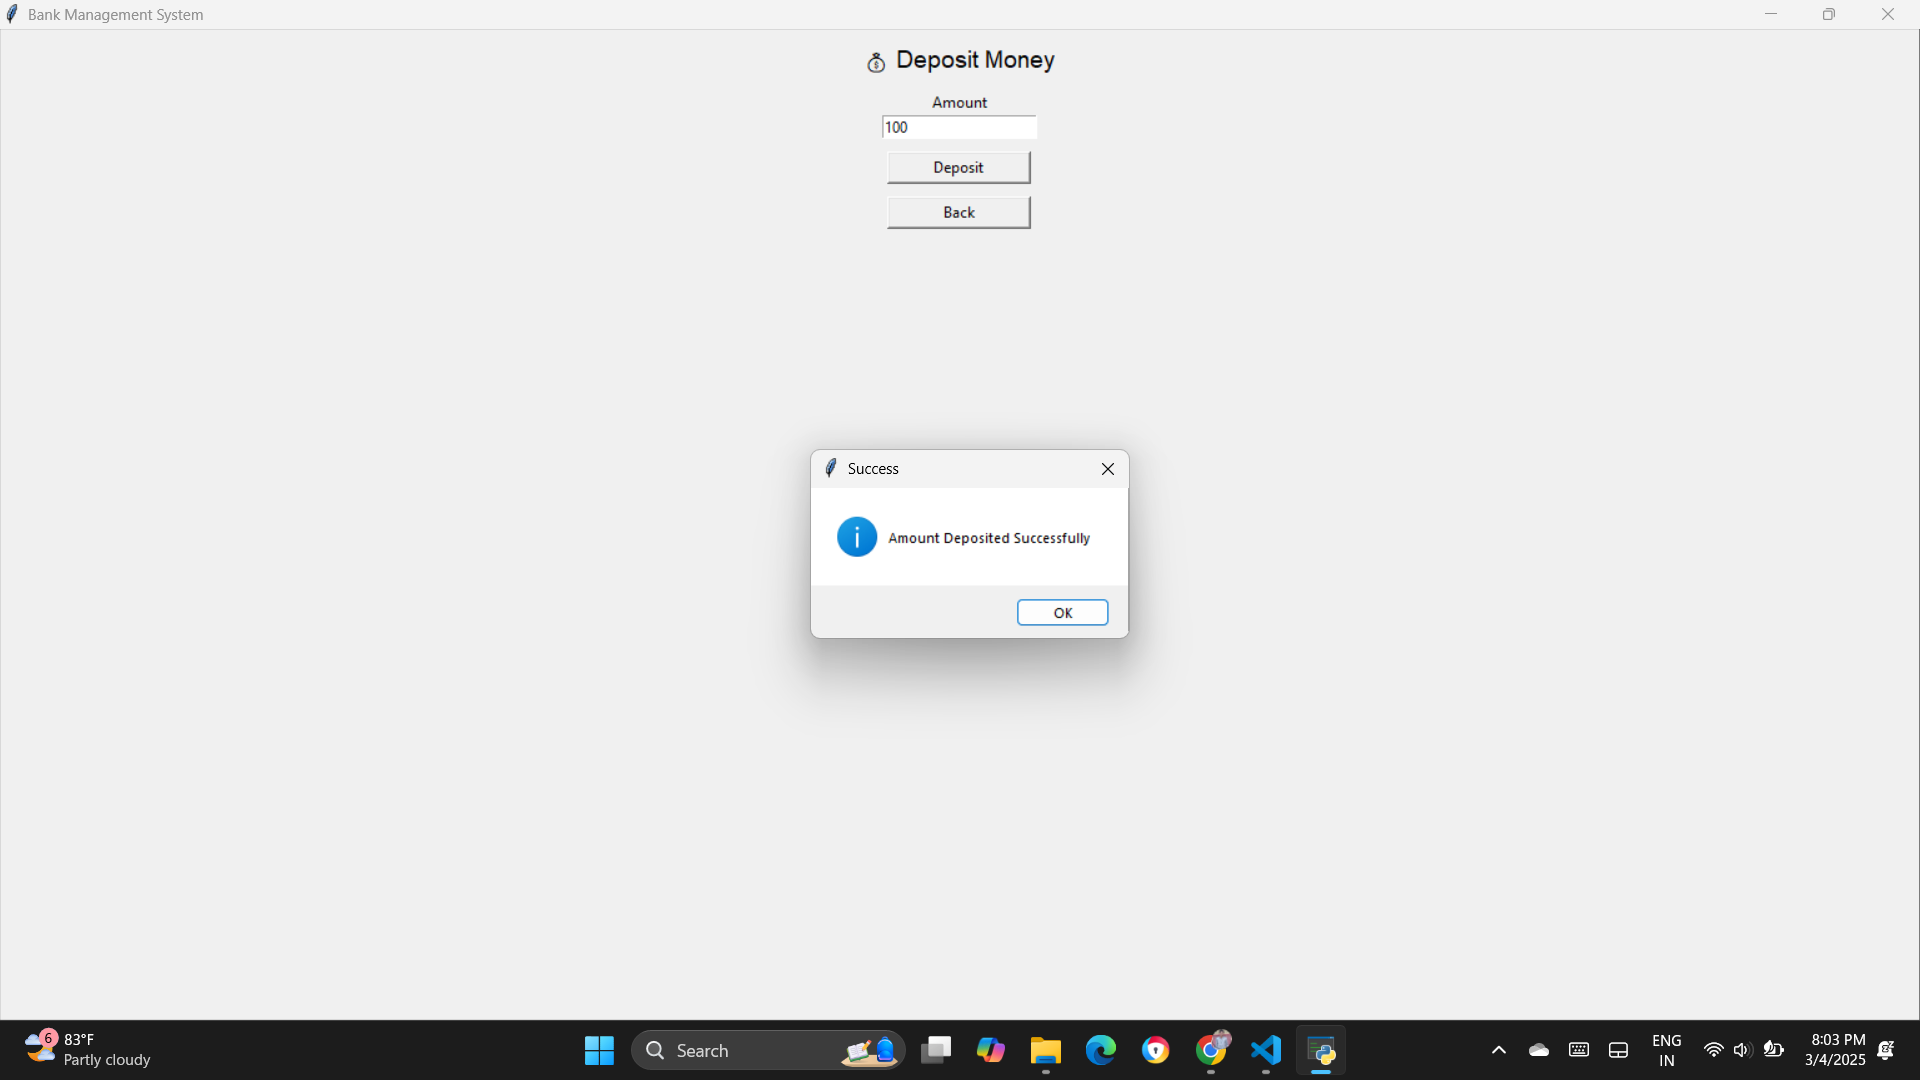 Bank Management System
Deposit Money
Amount
100
Deposit
Back
Success
Amount Deposited Successfully
OK
6
83°F
Partly cloudy
Search
ENG
IN
8:03 PM
3/4/2025